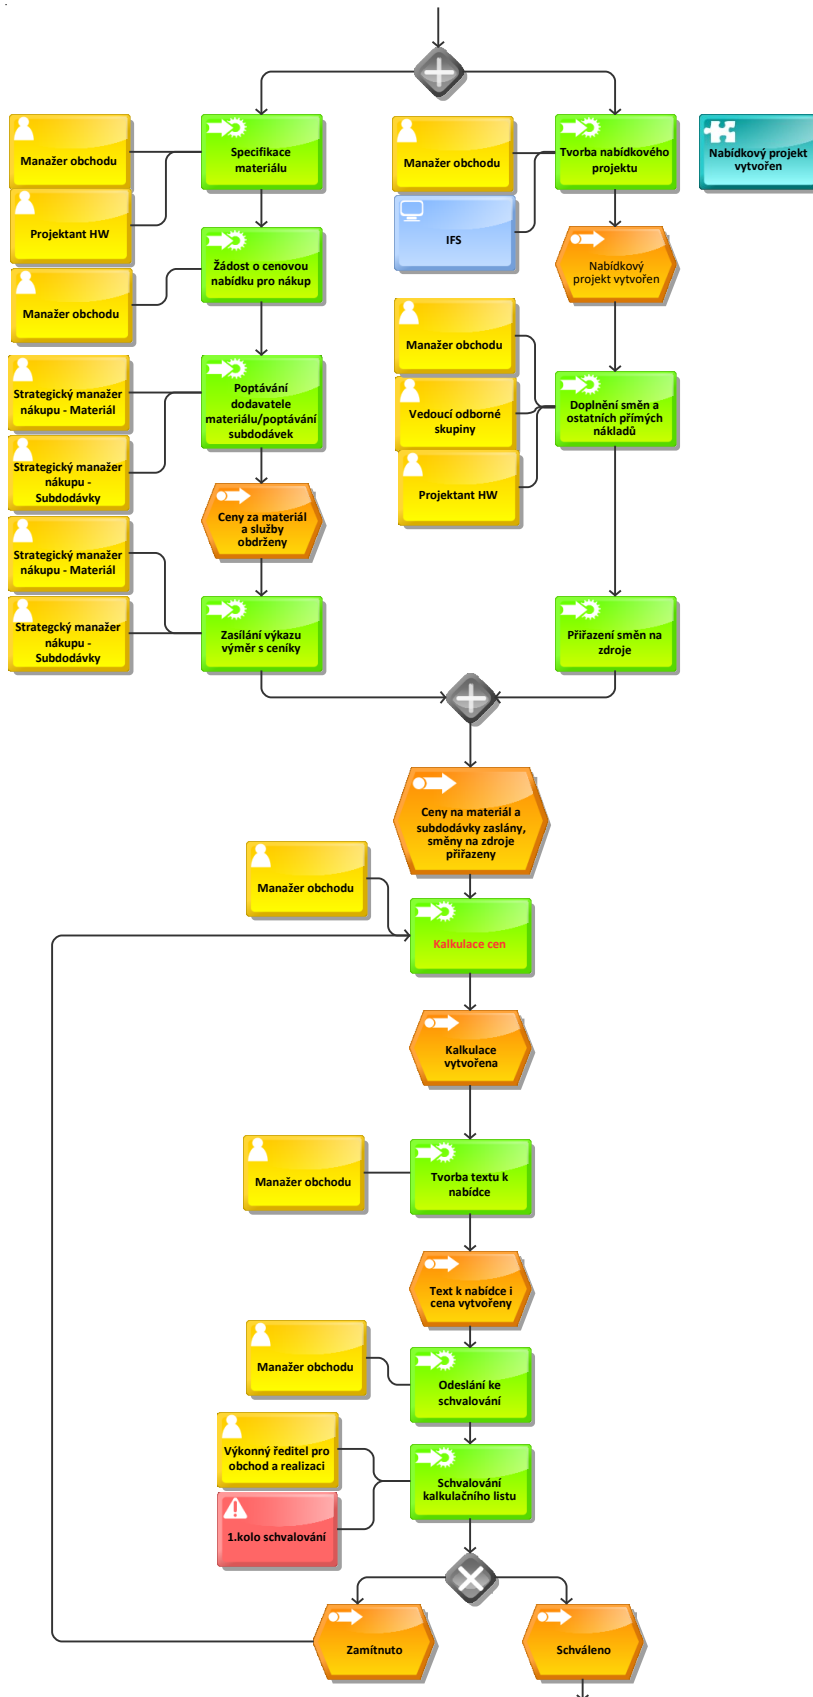 Manažer obchodu
Specifikace
materiálu
Manažer obchodu
Tvorba nabídkového
projektu
Nabídkový projekt
vytvořen
Projektant HW
IFS
Žádost o cenovou
nabídku pro nákup
Nabídkový
projekt vytvořen
Manažer obchodu
Manažer obchodu
Strategický manažer
nákupu - Materiál
Poptávání
dodavatele
materiálu/poptávání
subdodávek
Vedoucí odborné
skupiny
Doplnění směn a
ostatních přímých
nákladů
Strategický manažer
nákupu -
Subdodávky
Projektant HW
Ceny za materiál
a služby
obdrženy
Strategický manažer
nákupu - Materiál
Strategcký manažer
nákupu -
Subdodávky
Zasílání výkazu
výměr s ceníky
Přiřazení směn na
zdroje
Ceny na materiál a
subdodávky zaslány,
směny na zdroje
přiřazeny
Manažer obchodu
Kalkulace cen
Kalkulace
vytvořena
Manažer obchodu
Tvorba textu k
nabídce
Text k nabídce i
cena vytvořeny
Manažer obchodu
Odeslání ke
schvalování
Výkonný ředitel pro
obchod a realizaci
Schvalování
kalkulačního listu
1.kolo schvalování
Zamítnuto
Schváleno